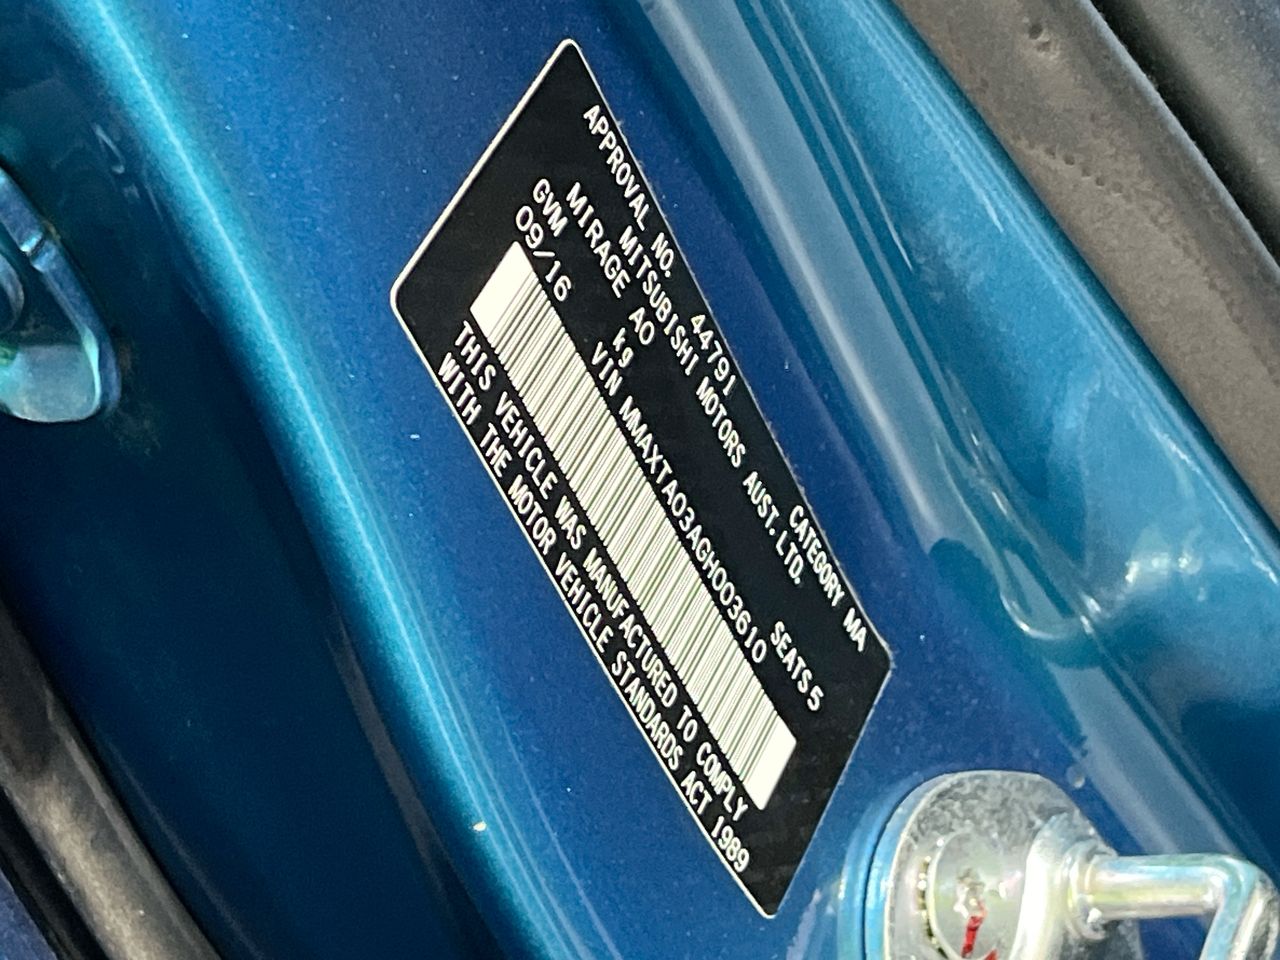 APPROVAL NO. 44791 CATEGORY MA
MITSUBISHI MOTORS AUST.LTD.
MIRAGE AO SEATS 5
GVM kg
09/16 VIN MMAXTA03AGH003610
THIS VEHICLE WAS MANUFACTURED TO COMPLY
WITH THE MOTOR VEHICLE STANDARDS ACT 1989